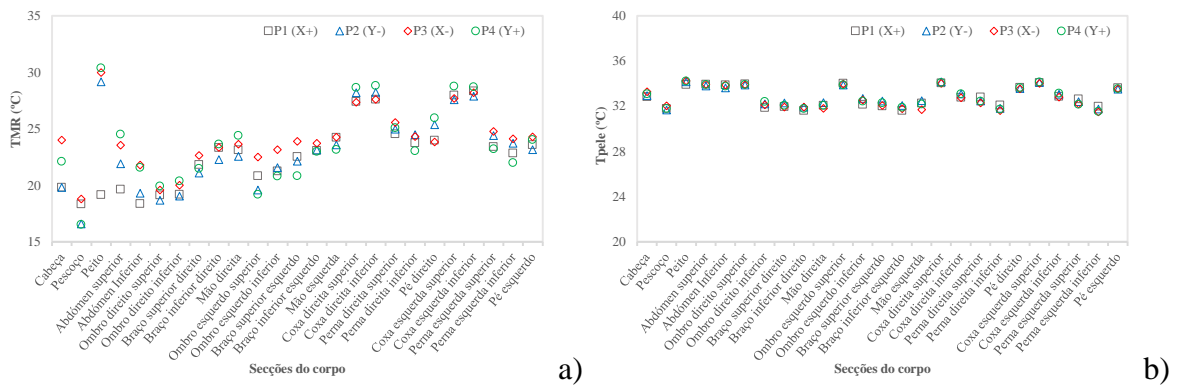 35
30
25
20
15
TMR (ºC)
P1 (X+) P2 (Y-) P3 (X-) P4 (Y+)
Cabeça
Pescoço
Peito
Abdómen superior
Abdómen Inferior
Ombro direito superior
Ombro direito inferior
Braço superior direito
Braço inferior direito
Mão direita
Ombro esquerdo superior
Ombro esquerdo inferior
Braço superior esquerdo
Braço inferior esquerdo
Mão esquerda
Coxa direita superior
Coxa direita inferior
Perna direita superior
Perna direita inferior
Pé direito
Coxa esquerda superior
Coxa esquerda inferior
Perna esquerda superior
Perna esquerda inferior
Pé esquerdo
Secções do corpo
a)
40
36
32
28
24
20
Tpele (ºC)
P1 (X+) P2 (Y-) P3 (X-) P4 (Y+)
Cabeça
Pescoço
Peito
Abdómen superior
Abdómen Inferior
Ombro direito superior
Ombro direito inferior
Braço superior direito
Braço inferior direito
Mão direita
Ombro esquerdo superior
Ombro esquerdo inferior
Braço superior esquerdo
Braço inferior esquerdo
Mão esquerda
Coxa direita superior
Coxa direita inferior
Perna direita superior
Perna direita inferior
Pé direito
Coxa esquerda superior
Coxa esquerda inferior
Perna esquerda superior
Perna esquerda inferior
Pé esquerdo
Secções do corpo
b)